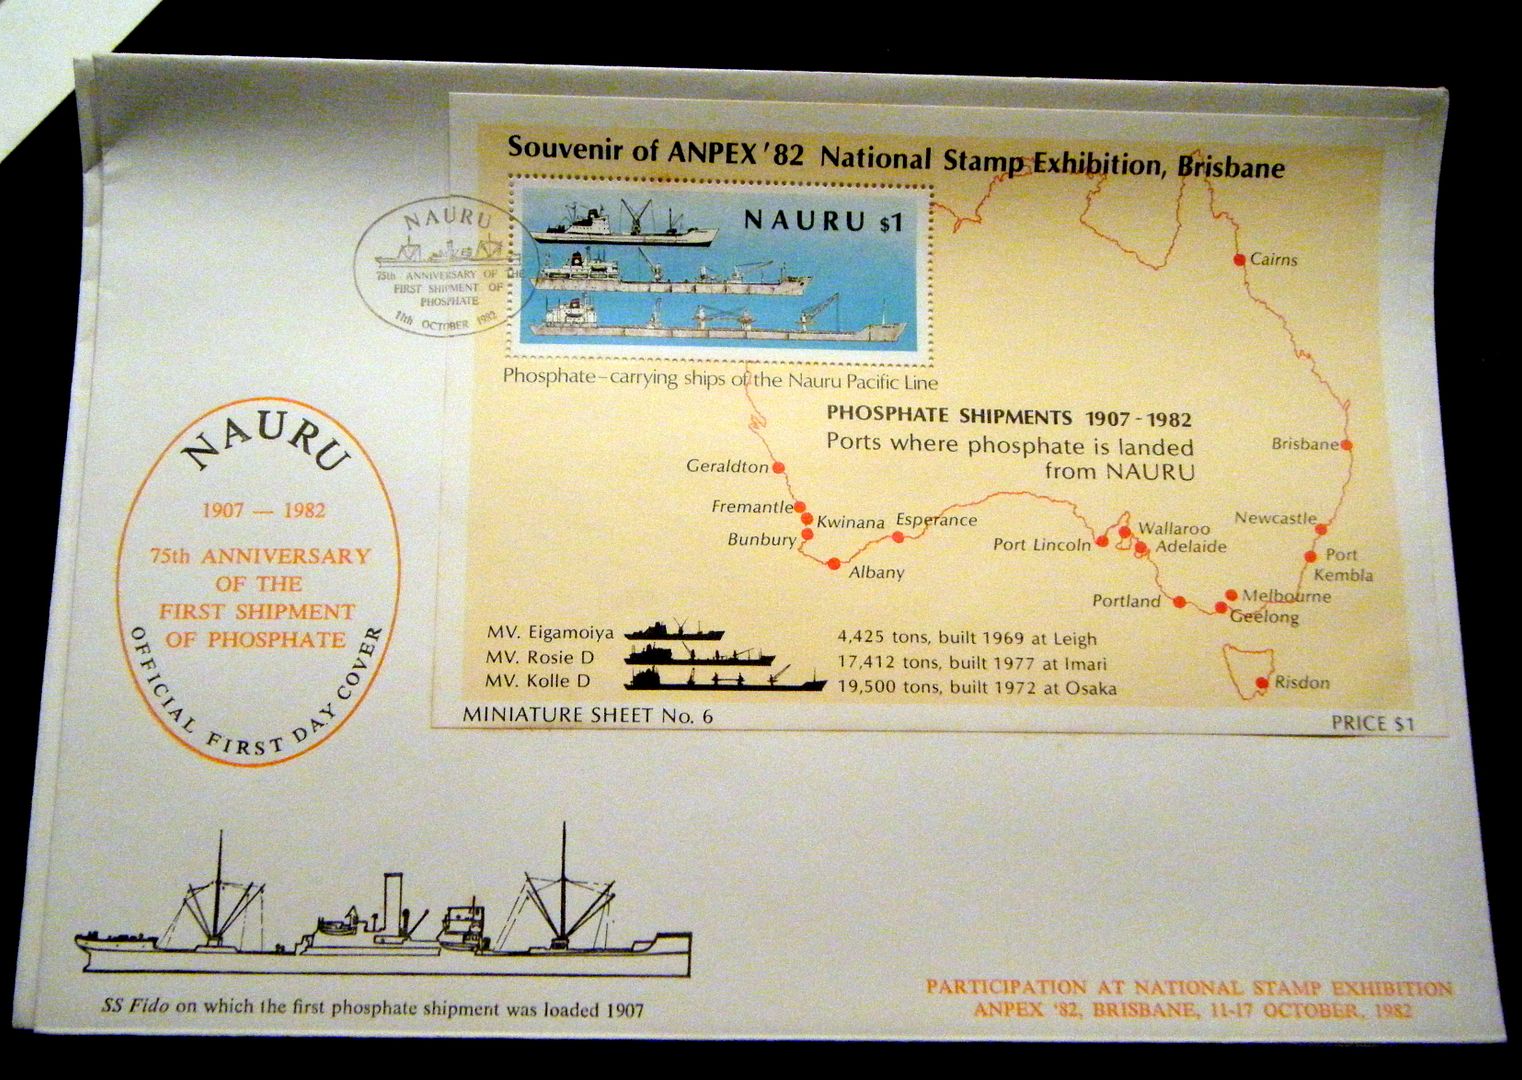 Souvenir of ANPEX '82 National Stamp Exhibition, Brisbane
NAURU $1
NAURU
75th ANNIVERSARY OF THE
FIRST SHIPMENT OF
PHOSPHATE
11th OCTOBER 1982
Phosphate-carrying ships of the Nauru Pacific Line
PHOSPHATE SHIPMENTS 1907-1982
Ports where phosphate is landed
from NAURU
Cairns
Brisbane
Geraldton
Fremantle
Kwinana
Esperance
Bunbury
Albany
Port Lincoln
Wallaroo
Adelaide
Newcastle
Port
Kembla
Portland
Melbourne
Geelong
Risdon
MV. Eigamoiya 4,425 tons, built 1969 at Leigh
MV. Rosie D 17,412 tons, built 1977 at Imari
MV. Kolle D 19,500 tons, built 1972 at Osaka
MINIATURE SHEET No. 6
PRICE $1
NAURU
1907 — 1982
75th ANNIVERSARY
OF THE
FIRST SHIPMENT
OF PHOSPHATE
OFFICIAL FIRST DAY COVER
SS Fido on which the first phosphate shipment was loaded 1907
PARTICIPATION AT NATIONAL STAMP EXHIBITION
ANPEX '82, BRISBANE, 11-17 OCTOBER, 1982